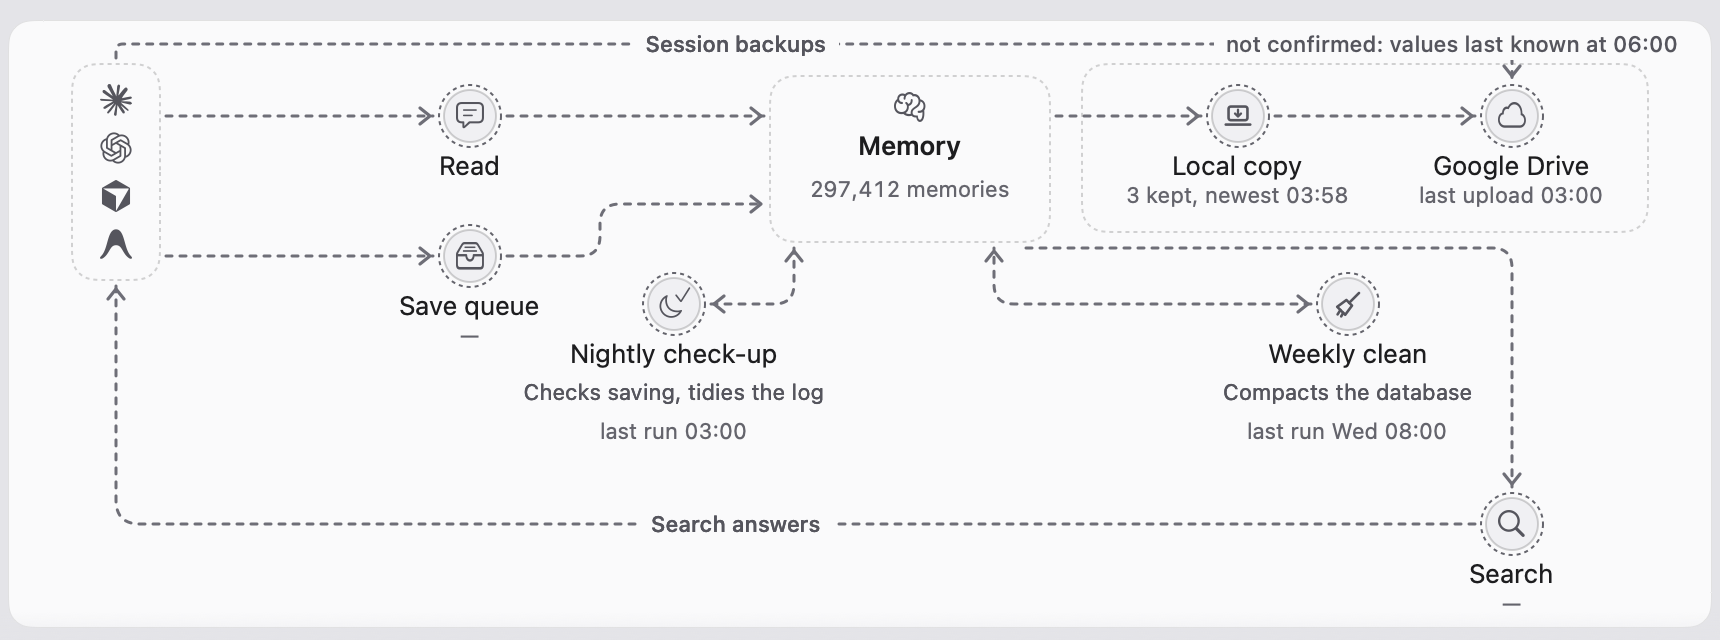 Session backups
not confirmed: values last known at 06:00
Read
Memory
297,412 memories
Local copy
3 kept, newest 03:58
Google Drive
last upload 03:00
Save queue
—
Nightly check-up
Checks saving, tidies the log
last run 03:00
Weekly clean
Compacts the database
last run Wed 08:00
Search answers
Search
—